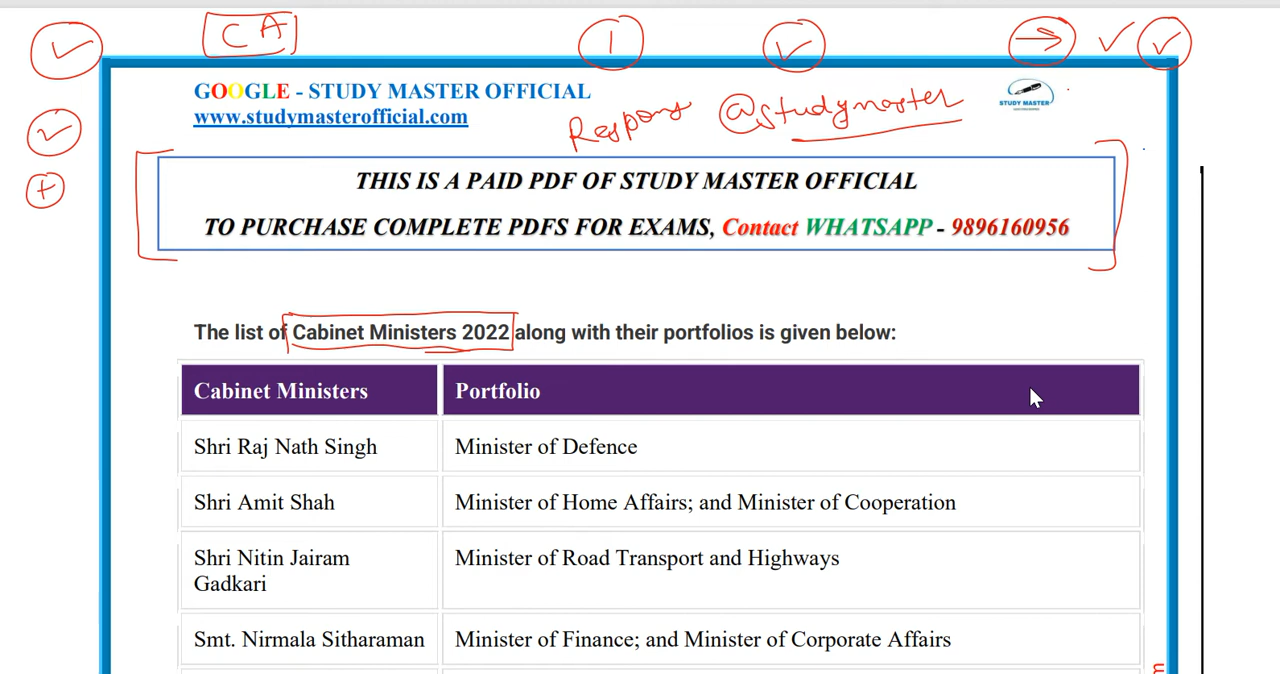 CA
1
GOOGLE - STUDY MASTER OFFICIAL
www.studymasterofficial.com
Respons @studymaster
STUDY MASTER
THIS IS A PAID PDF OF STUDY MASTER OFFICIAL
TO PURCHASE COMPLETE PDFS FOR EXAMS, Contact WHATSAPP - 9896160956
The list of Cabinet Ministers 2022 along with their portfolios is given below:
Cabinet Ministers Portfolio
Shri Raj Nath Singh Minister of Defence
Shri Amit Shah Minister of Home Affairs; and Minister of Cooperation
Shri Nitin Jairam Minister of Road Transport and Highways
Gadkari
Smt. Nirmala Sitharaman Minister of Finance; and Minister of Corporate Affairs
m